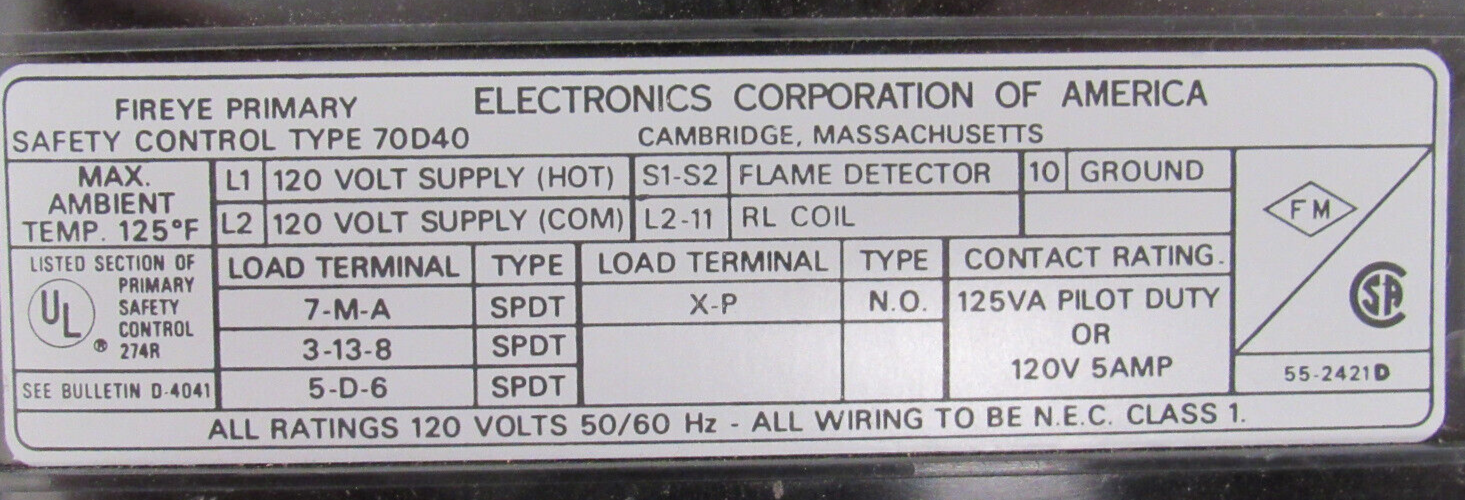 FIREYE PRIMARY
SAFETY CONTROL TYPE 70D40
ELECTRONICS CORPORATION OF AMERICA
CAMBRIDGE, MASSACHUSETTS
MAX.
AMBIENT
TEMP. 125°F
L1 120 VOLT SUPPLY (HOT) S1-S2 FLAME DETECTOR 10 GROUND
L2 120 VOLT SUPPLY (COM) L2-11 RL COIL
FM
SA
LISTED SECTION OF
PRIMARY
SAFETY
CONTROL
274R
UL®
SEE BULLETIN D-4041
LOAD TERMINAL TYPE LOAD TERMINAL TYPE CONTACT RATING.
7-M-A SPDT X-P N.O. 125VA PILOT DUTY
OR
3-13-8 SPDT
120V 5AMP
5-D-6 SPDT
55-2421D
ALL RATINGS 120 VOLTS 50/60 Hz - ALL WIRING TO BE N.E.C. CLASS 1.